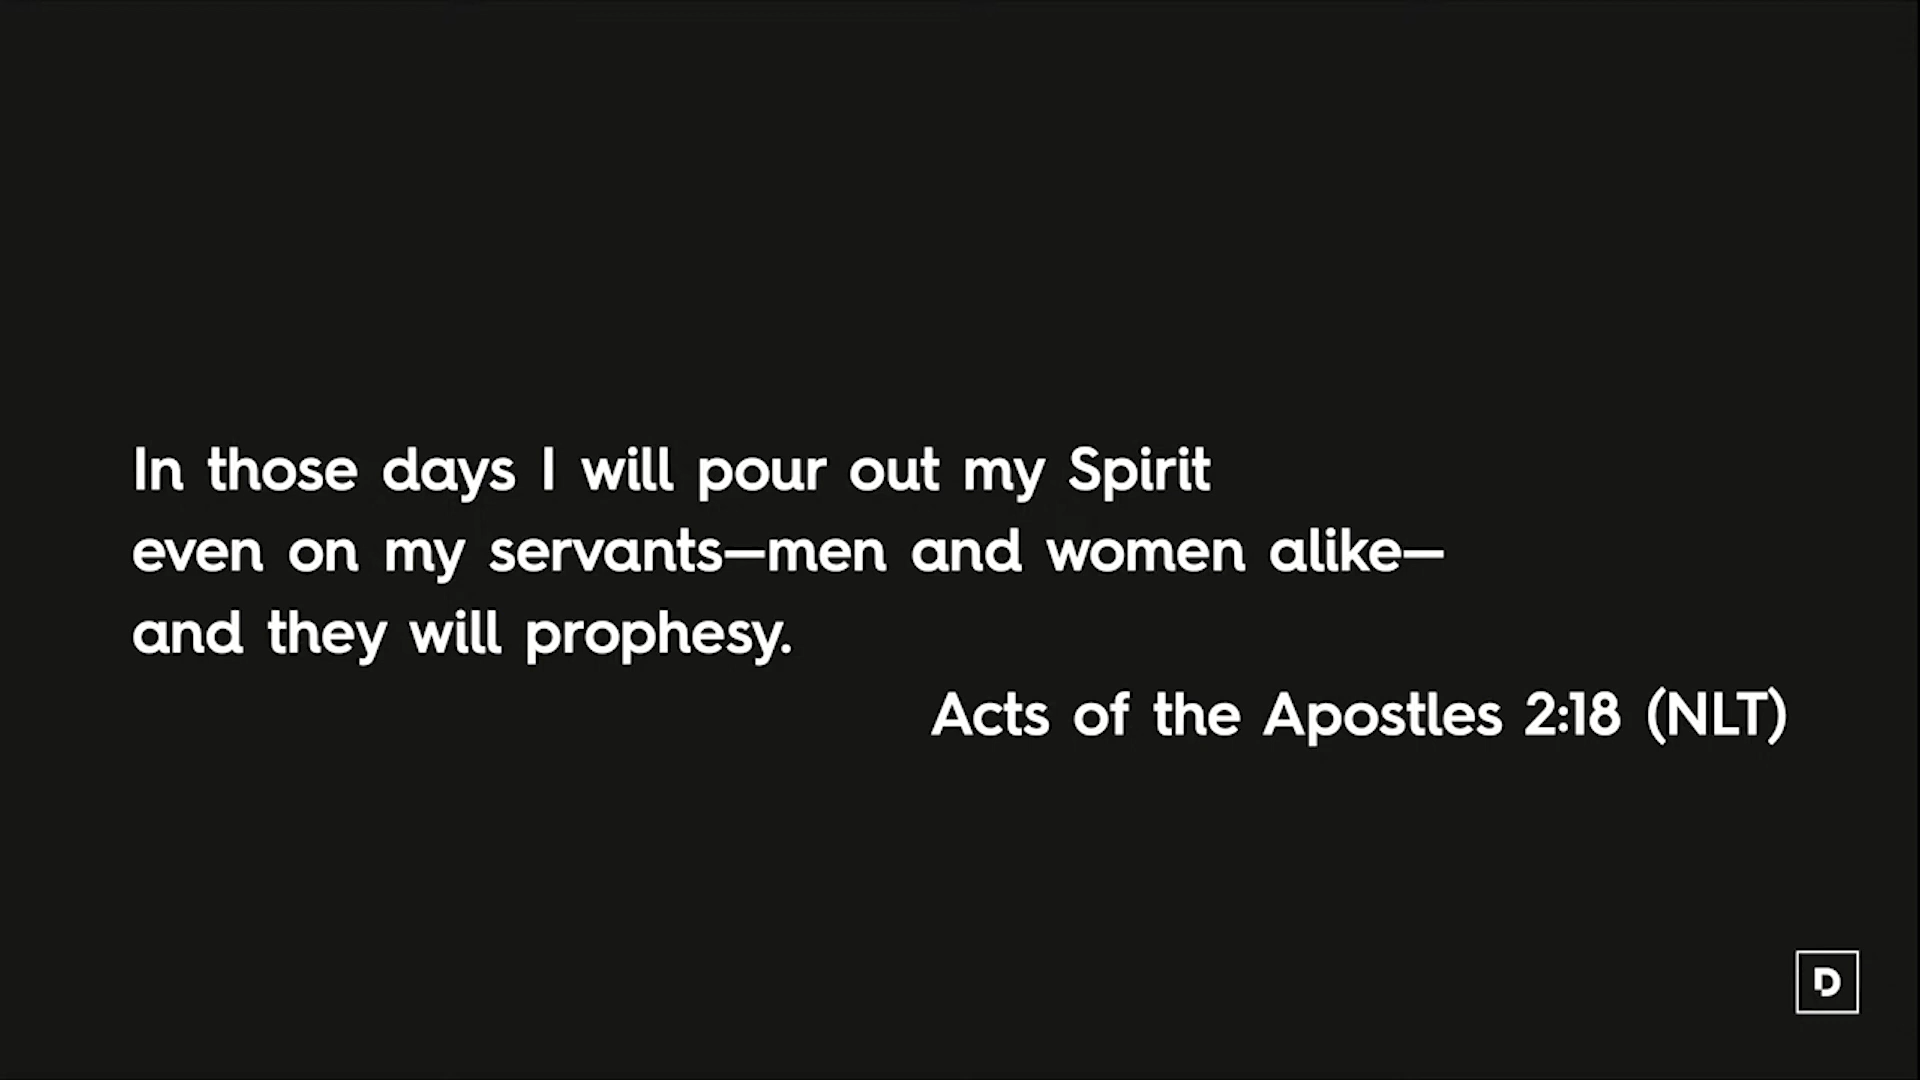 In those days I will pour out my Spirit
even on my servants—men and women alike—
and they will prophesy.
Acts of the Apostles 2:18 (NLT)
D